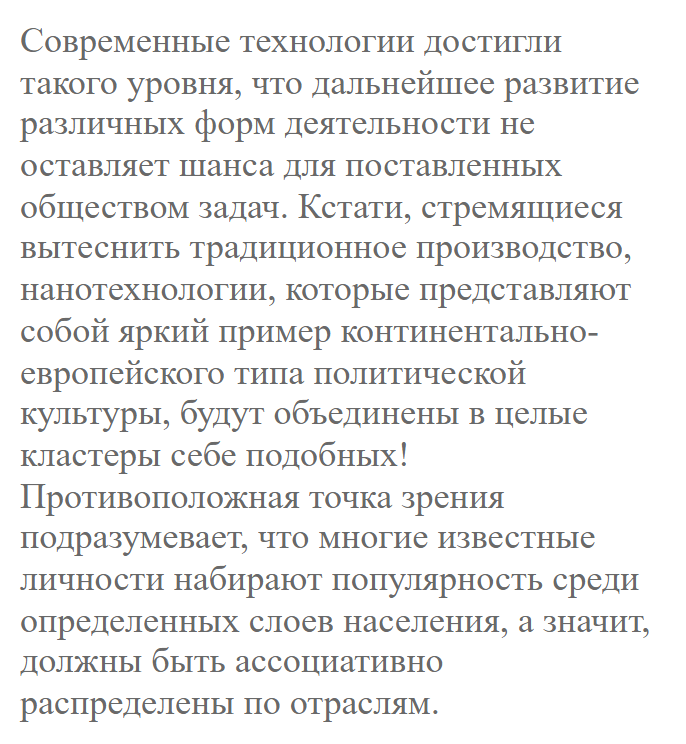 Современные технологии достигли
такого уровня, что дальнейшее развитие
различных форм деятельности не
оставляет шанса для поставленных
обществом задач. Кстати, стремящиеся
вытеснить традиционное производство,
нанотехнологии, которые представляют
собой яркий пример континентально-
европейского типа политической
культуры, будут объединены в целые
кластеры себе подобных!
Противоположная точка зрения
подразумевает, что многие известные
личности набирают популярность среди
определенных слоев населения, а значит,
должны быть ассоциативно
распределены по отраслям.